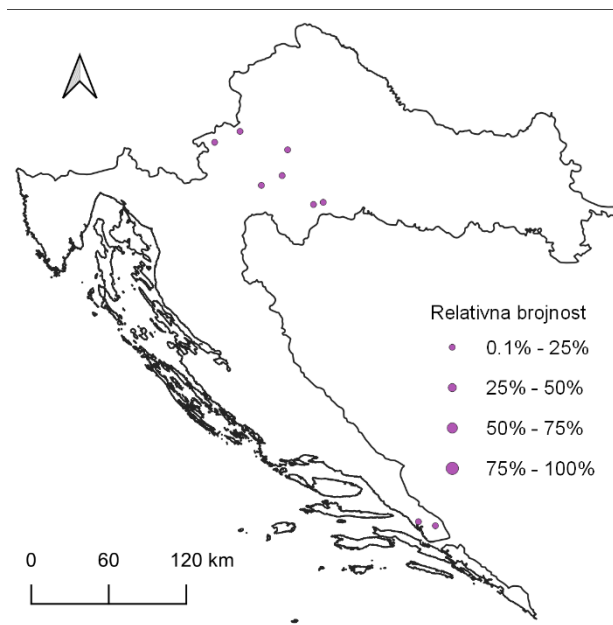 Relativna brojnost
0.1% - 25%
25% - 50%
50% - 75%
75% - 100%
0 60 120 km